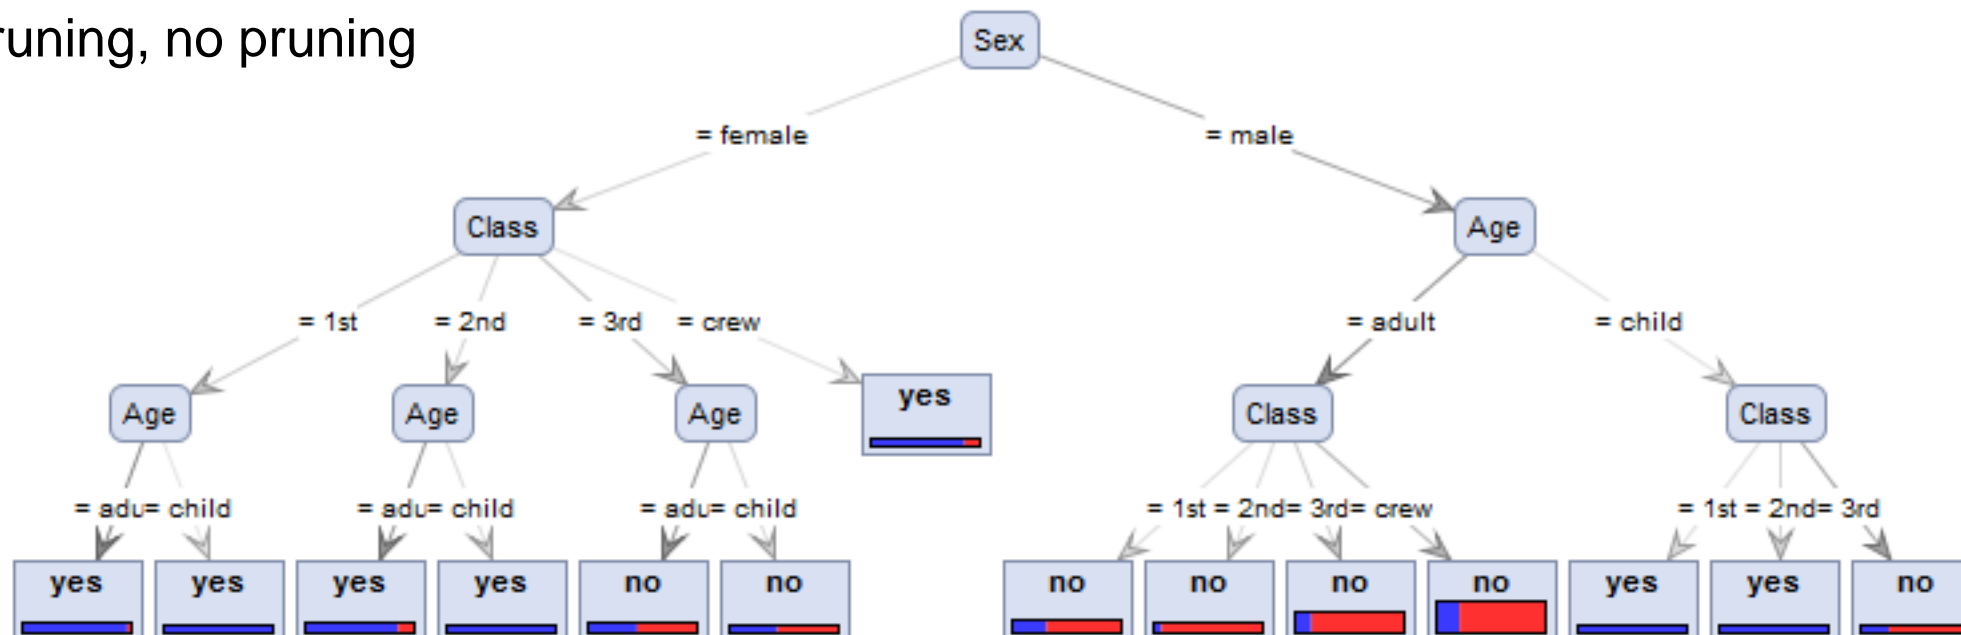 runing, no pruning
Sex
= female = male
Class Age
= 1st = 2nd = 3rd = crew = adult = child
Age Age Age yes Class Class
= adu= child = adu= child = adu= child = 1st = 2nd= 3rd= crew = 1st = 2nd= 3rd
yes yes yes yes no no no no no no yes yes no